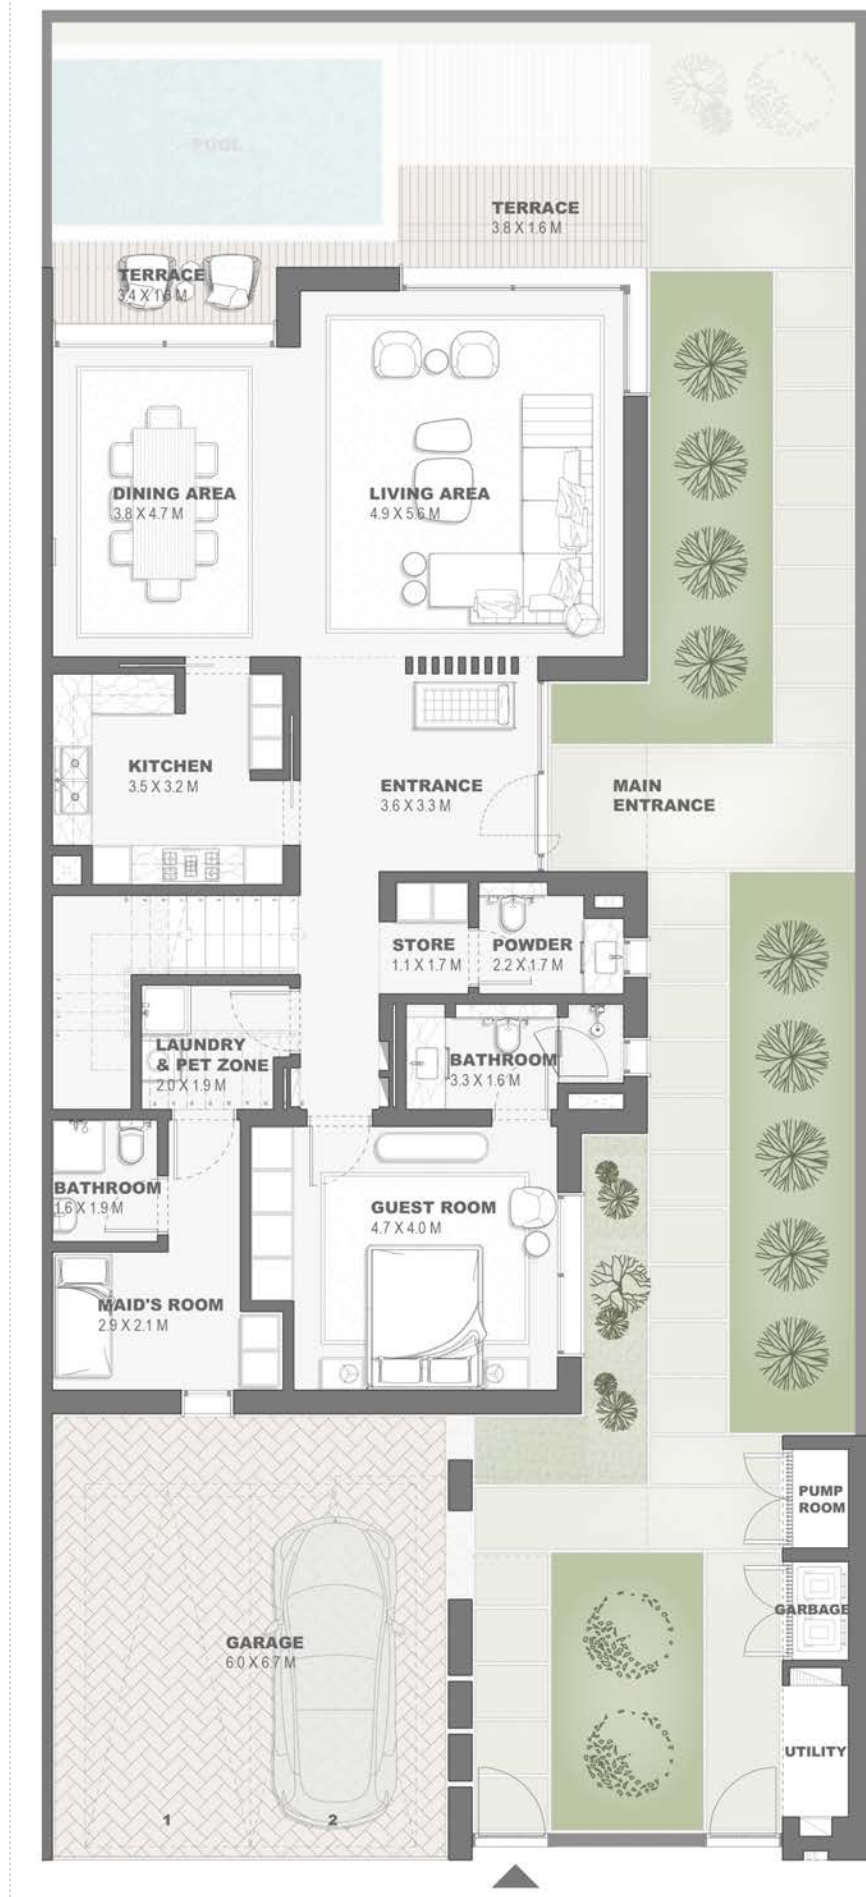 POOL
TERRACE
3.8 X 1.6 M
TERRACE
3.4 X 1.3 M
DINING AREA
3.8 X 4.7 M
LIVING AREA
4.9 X 5.6 M
KITCHEN
3.5 X 3.2 M
ENTRANCE
3.6 X 3.3 M
MAIN
ENTRANCE
STORE
1.1 X 1.7 M
POWDER
2.2 X 1.7 M
LAUNDRY
& PET ZONE
2.0 X 1.9 M
BATHROOM
3.3 X 1.6 M
BATHROOM
1.6 X 1.9 M
GUEST ROOM
4.7 X 4.0 M
MAID'S ROOM
2.9 X 2.1 M
PUMP
ROOM
GARBAGE
GARAGE
6.0 X 6.7 M
UTILITY
1
2